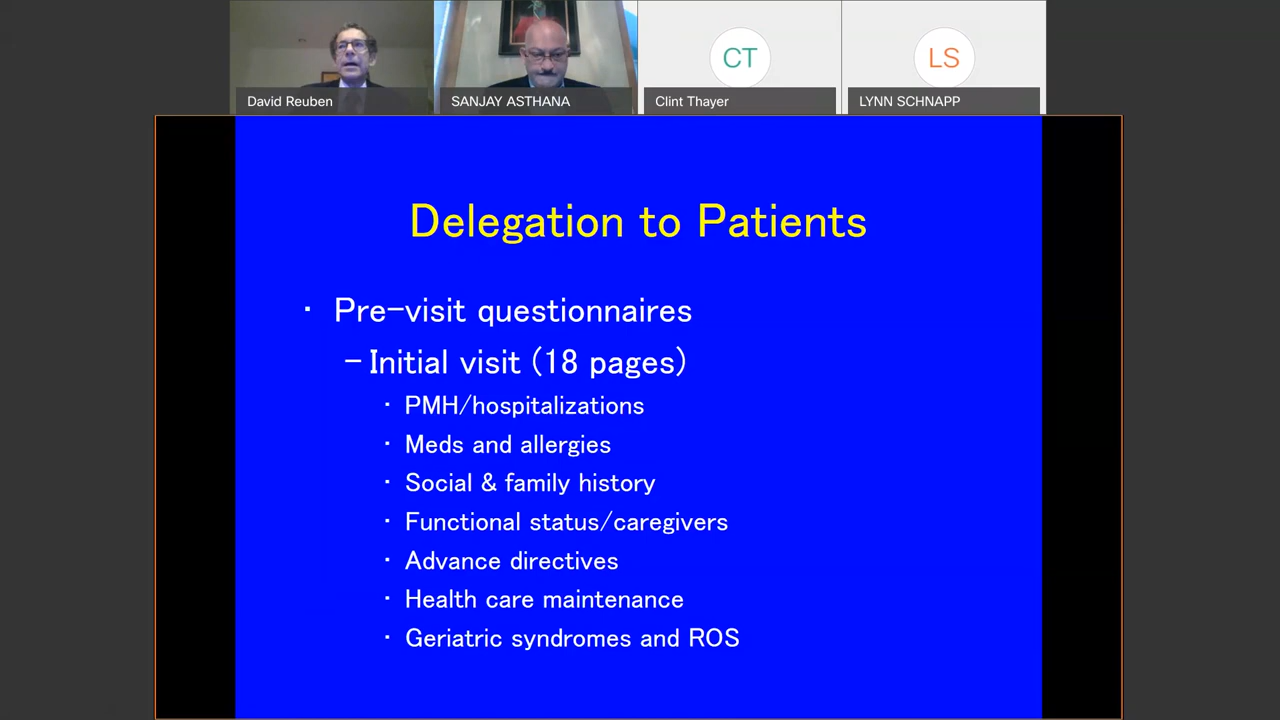 David Reuben
SANJAY ASTHANA
CT
Clint Thayer
LS
LYNN SCHNAPP
Delegation to Patients
· Pre-visit questionnaires
– Initial visit (18 pages)
· PMH/hospitalizations
· Meds and allergies
· Social & family history
· Functional status/caregivers
· Advance directives
· Health care maintenance
· Geriatric syndromes and ROS